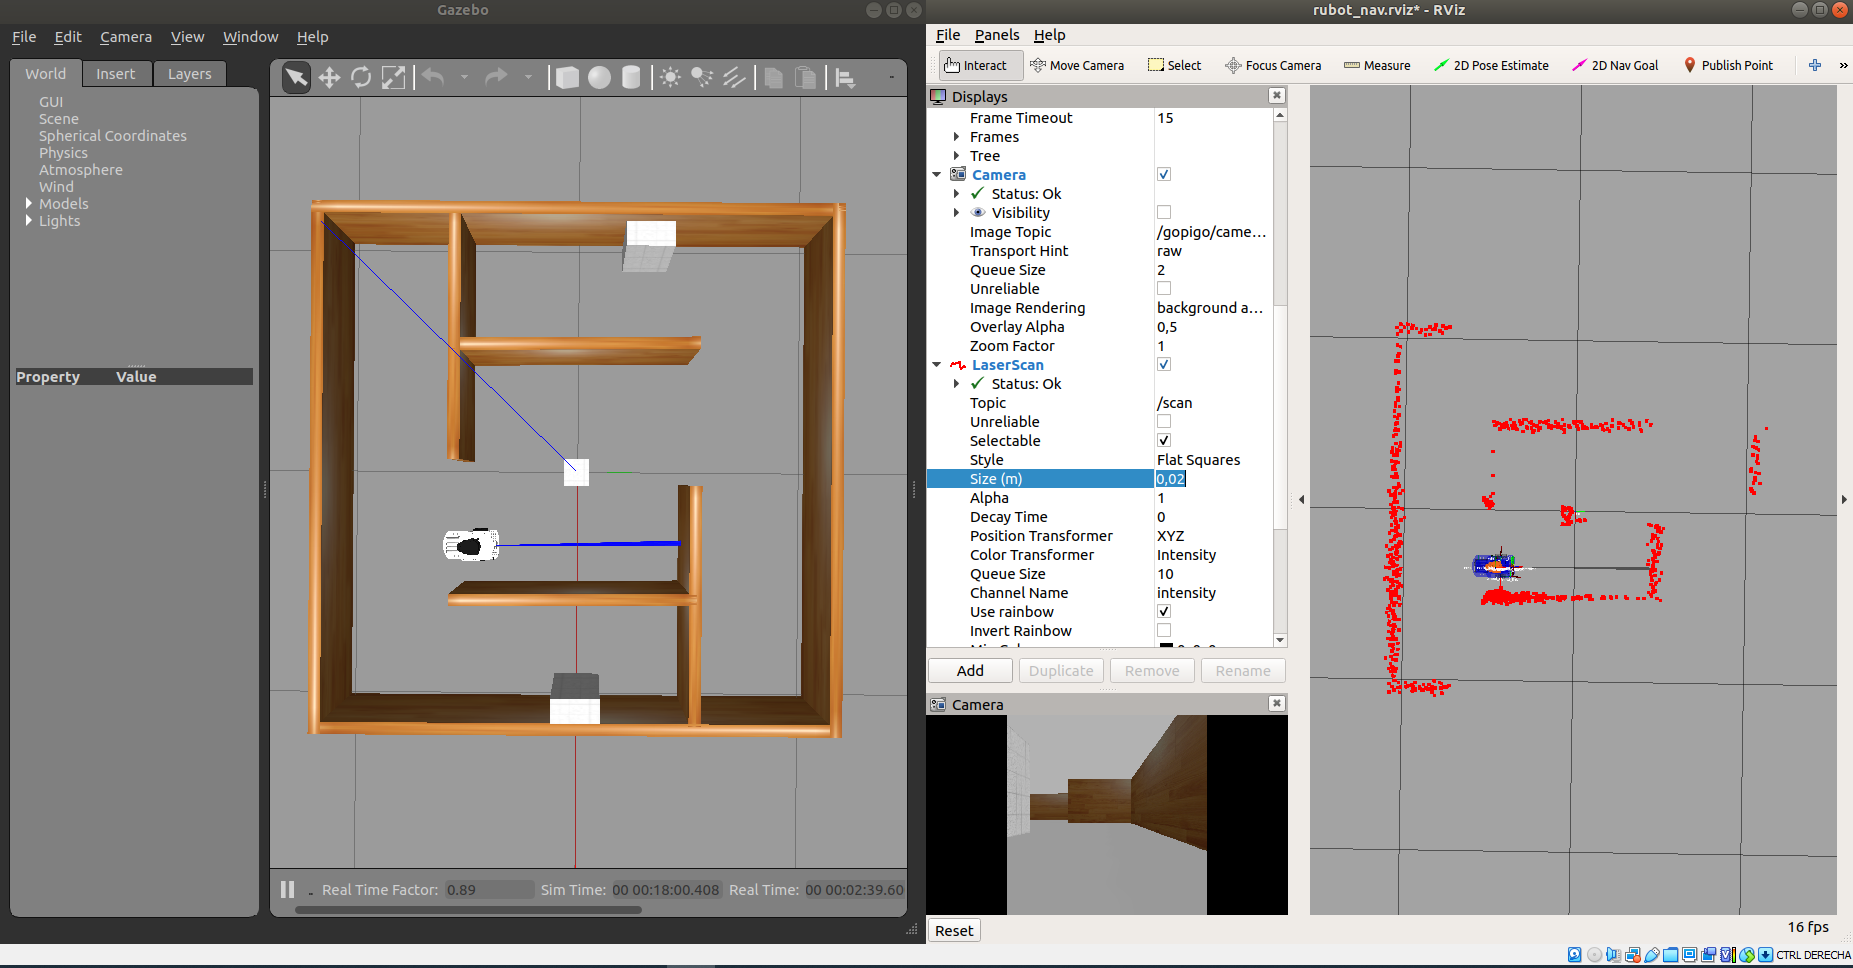 Gazebo
File Edit Camera View Window Help
World Insert Layers
GUI
Scene
Spherical Coordinates
Physics
Atmosphere
Wind
Models
Lights
Property Value
Real Time Factor: 0.89 Sim Time: 00 00:18:00.408 Real Time: 00 00:02:39.60
rubot_nav.rviz* - RViz
File Panels Help
Interact Move Camera Select Focus Camera Measure 2D Pose Estimate 2D Nav Goal Publish Point
Displays
Frame Timeout 15
Frames
Tree
Camera
Status: Ok
Visibility
Image Topic /gopigo/came...
Transport Hint raw
Queue Size 2
Unreliable
Image Rendering background a...
Overlay Alpha 0,5
Zoom Factor 1
LaserScan
Status: Ok
Topic /scan
Unreliable
Selectable
Style Flat Squares
Size (m) 0,02
Alpha 1
Decay Time 0
Position Transformer XYZ
Color Transformer Intensity
Queue Size 10
Channel Name intensity
Use rainbow
Invert Rainbow
Add Duplicate Remove Rename
Camera
Reset
16 fps
CTRL DERECHA